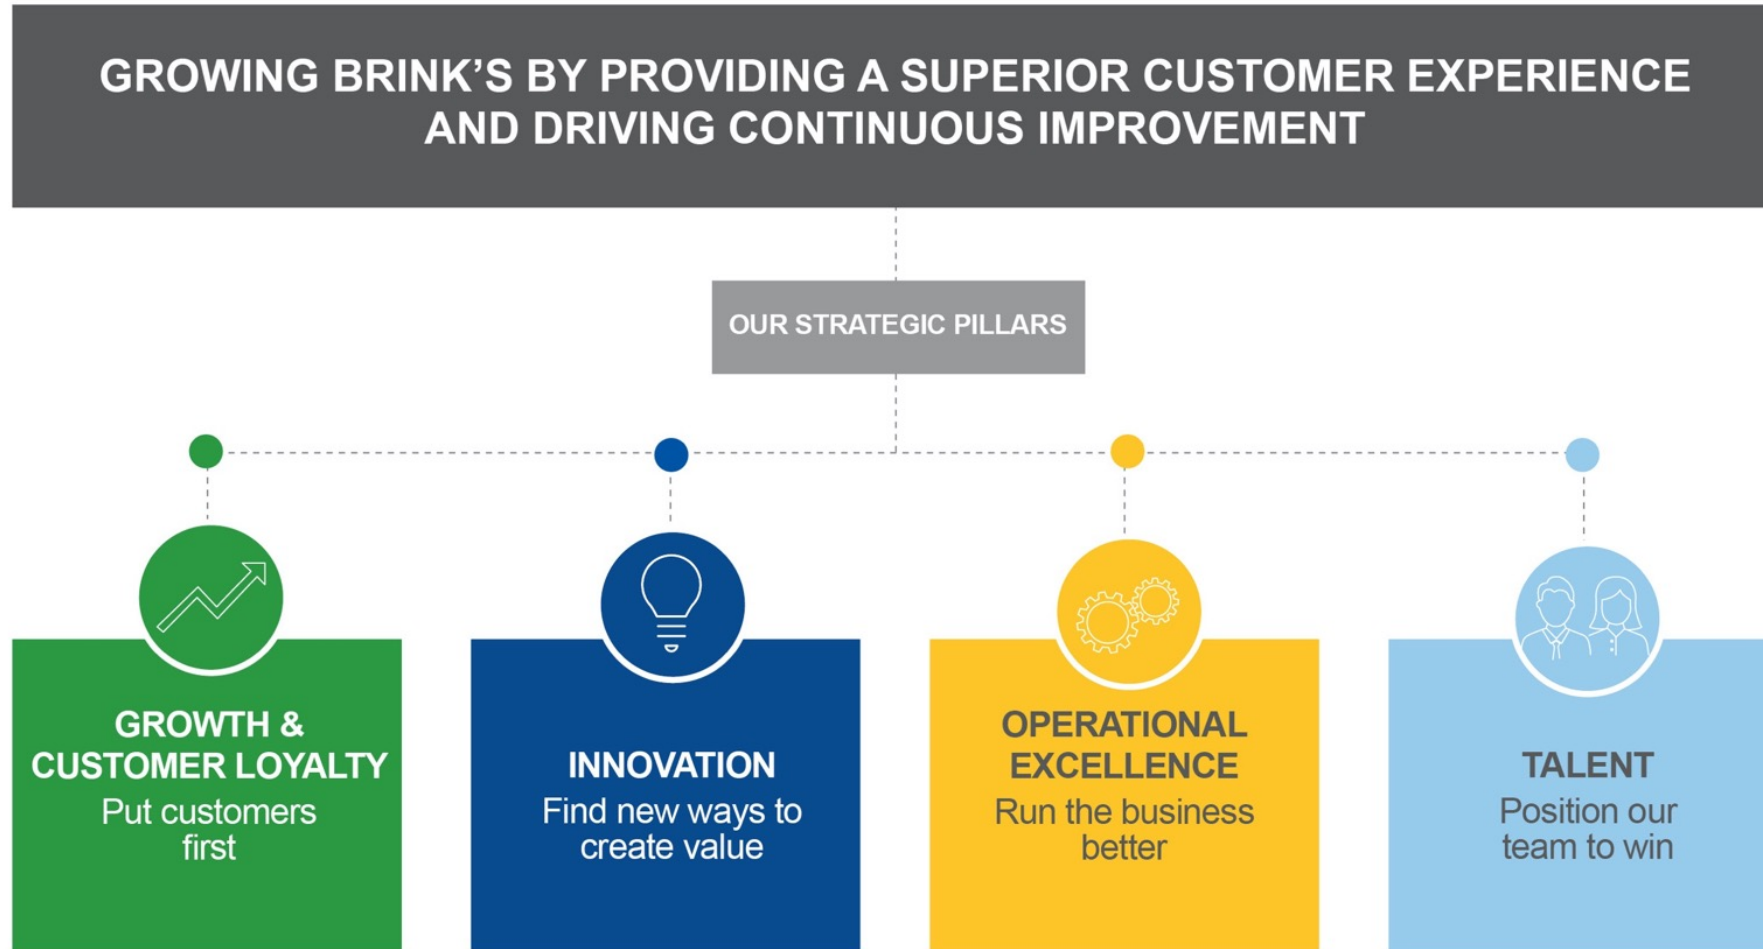 GROWING BRINK'S BY PROVIDING A SUPERIOR CUSTOMER EXPERIENCE
AND DRIVING CONTINUOUS IMPROVEMENT
OUR STRATEGIC PILLARS
GROWTH &
CUSTOMER LOYALTY
Put customers
first
INNOVATION
Find new ways to
create value
OPERATIONAL
EXCELLENCE
Run the business
better
TALENT
Position our
team to win